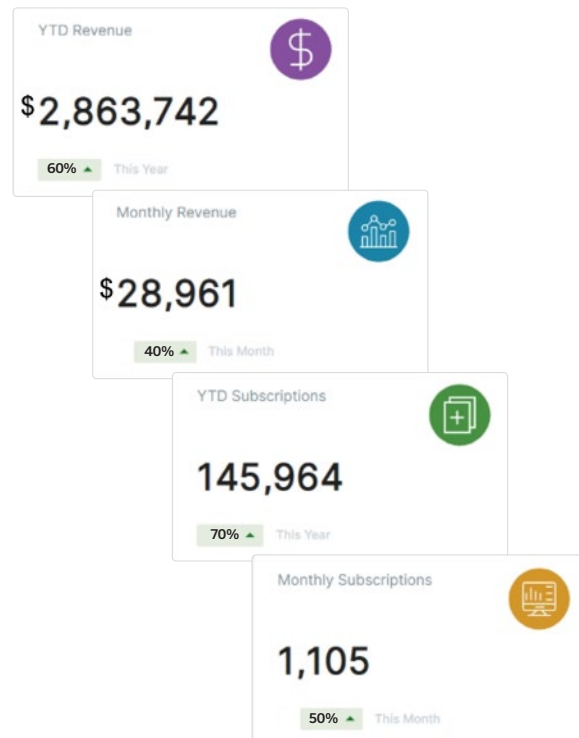 YTD Revenue
$2,863,742
60% This Year
Monthly Revenue
$28,961
40% This Month
YTD Subscriptions
145,964
70% This Year
Monthly Subscriptions
1,105
50% This Month